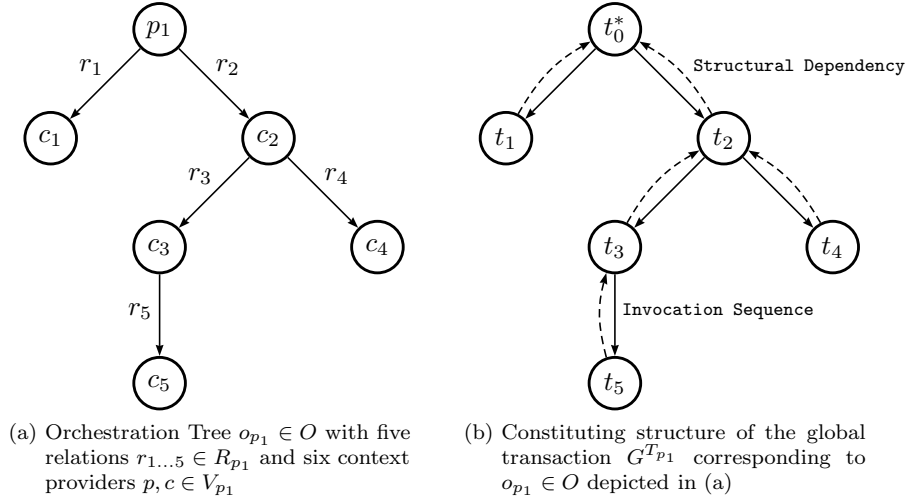 p₁
r₁
r₂
c₁
c₂
r₃
r₄
c₃
c₄
r₅
c₅
(a) Orchestration Tree oₚ₁ ∈ O with five
relations r₁...₅ ∈ Rₚ₁ and six context
providers p, c ∈ Vₚ₁
t₀*
Structural Dependency
t₁
t₂
t₃
t₄
Invocation Sequence
t₅
(b) Constituting structure of the global
transaction G^Tₚ₁ corresponding to
oₚ₁ ∈ O depicted in (a)